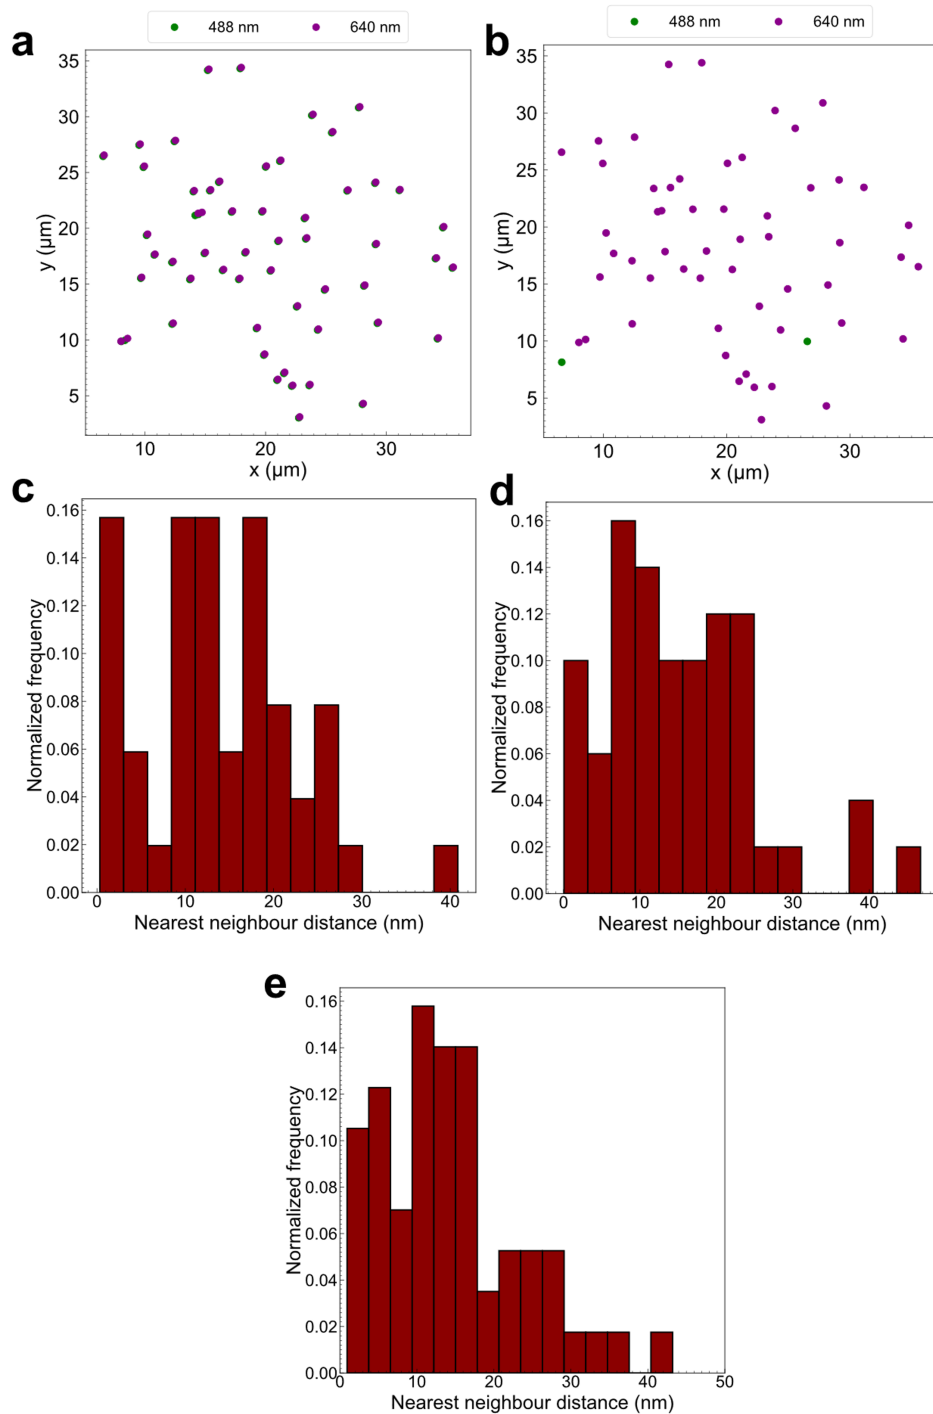 a
488 nm 640 nm
35
30
25
20
15
10
5
y (μm)
10 20 30
x (μm)
b
488 nm 640 nm
35
30
25
20
15
10
5
y (μm)
10 20 30
x (μm)
c
0.16
0.14
0.12
0.10
0.08
0.06
0.04
0.02
0.00
Normalized frequency
0 10 20 30 40
Nearest neighbour distance (nm)
d
0.16
0.14
0.12
0.10
0.08
0.06
0.04
0.02
0.00
Normalized frequency
0 10 20 30 40
Nearest neighbour distance (nm)
e
0.16
0.14
0.12
0.10
0.08
0.06
0.04
0.02
0.00
Normalized frequency
0 10 20 30 40 50
Nearest neighbour distance (nm)